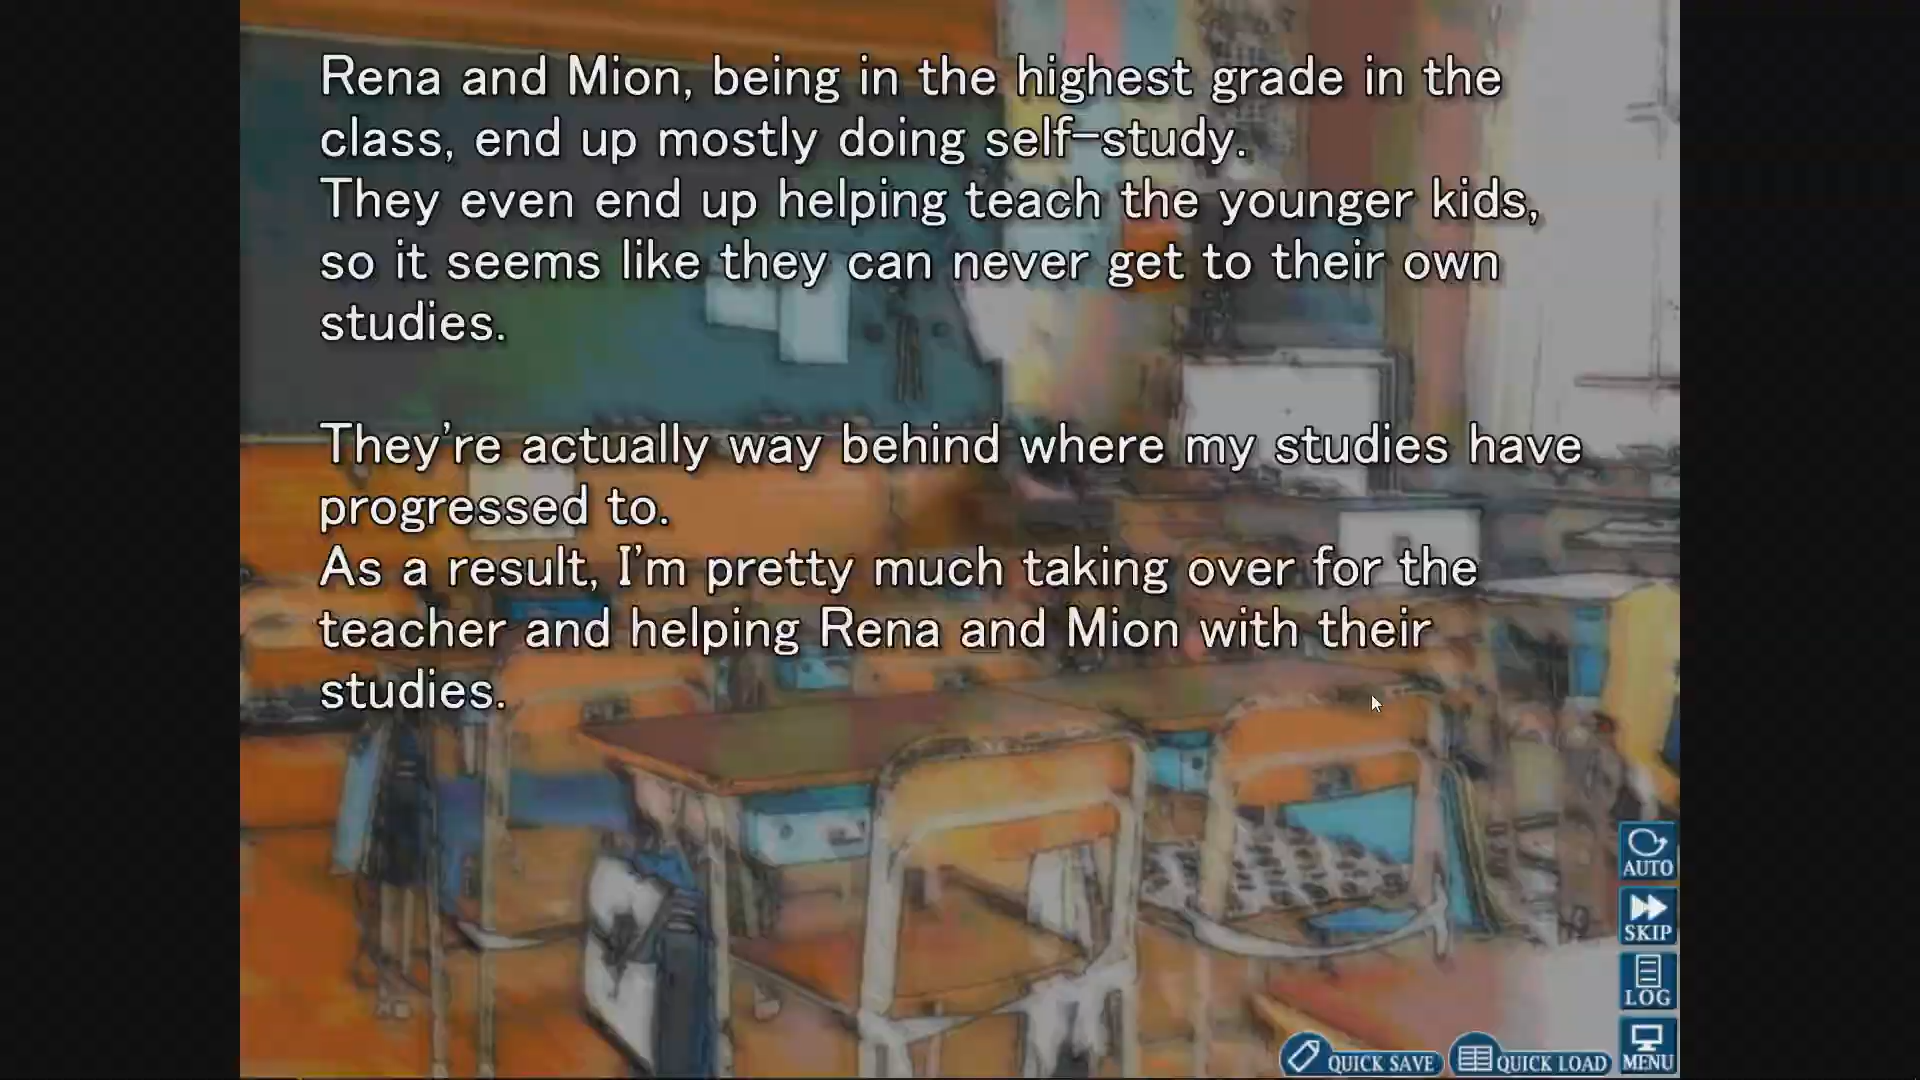 Rena and Mion, being in the highest grade in the
class, end up mostly doing self-study.
They even end up helping teach the younger kids,
so it seems like they can never get to their own
studies.
They're actually way behind where my studies have
progressed to.
As a result, I'm pretty much taking over for the
teacher and helping Rena and Mion with their
studies.
AUTO
SKIP
LOG
MENU
QUICK SAVE
QUICK LOAD